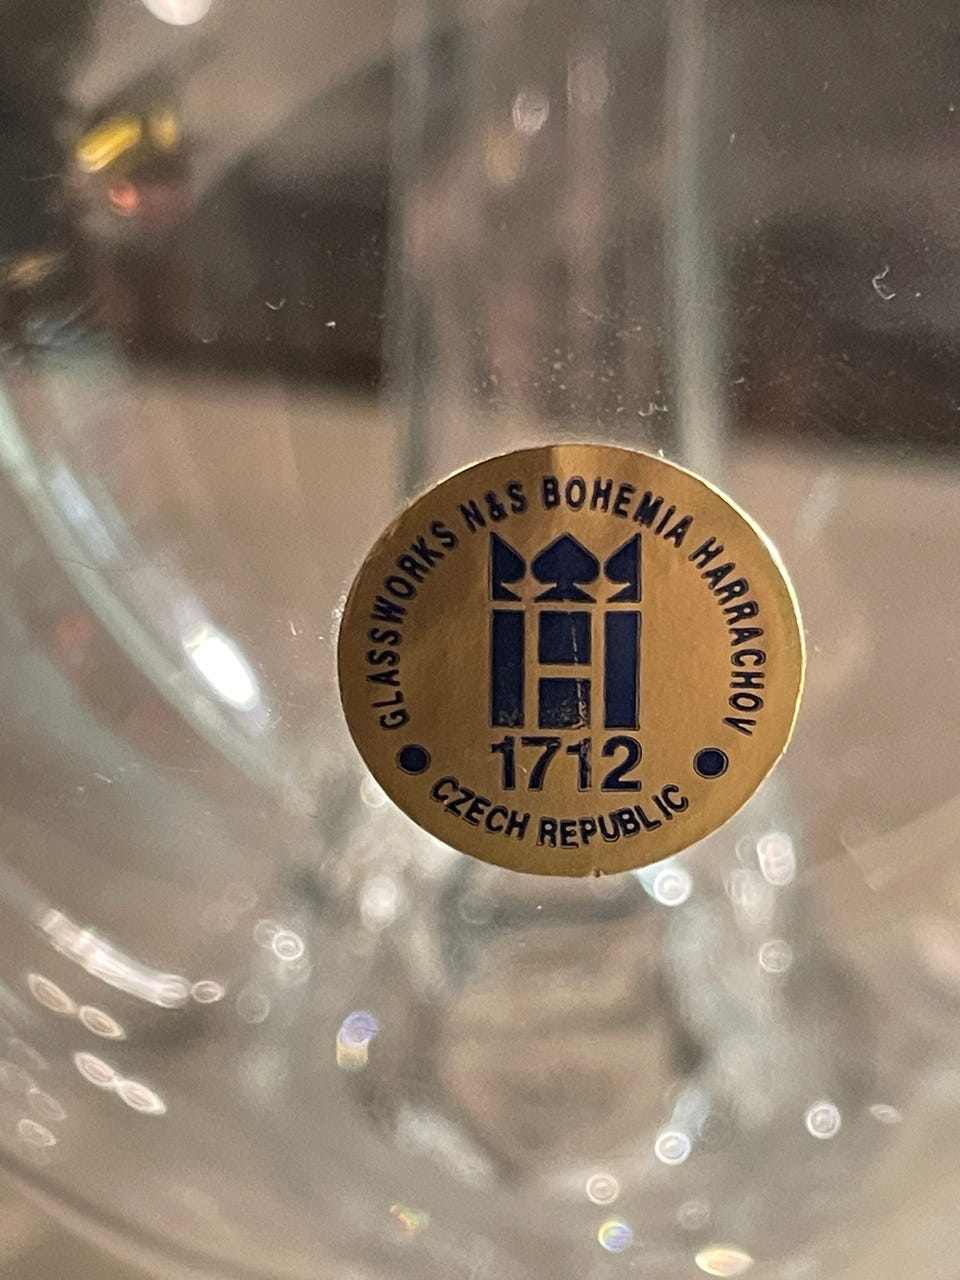 GLASSWORKS N&S BOHEMIA HARRACHOV
1712
CZECH REPUBLIC